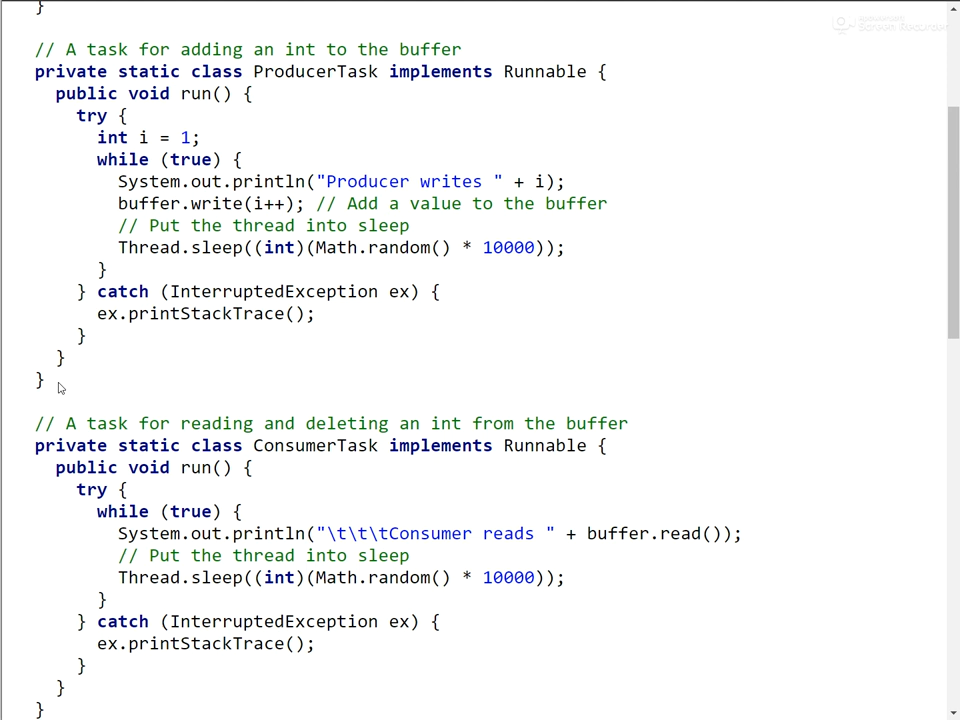 }
Screen Recorder
// A task for adding an int to the buffer
private static class ProducerTask implements Runnable {
public void run() {
try {
int i = 1;
while (true) {
System.out.println("Producer writes " + i);
buffer.write(i++); // Add a value to the buffer
// Put the thread into sleep
Thread.sleep((int)(Math.random() * 10000));
}
} catch (InterruptedException ex) {
ex.printStackTrace();
}
}
}
// A task for reading and deleting an int from the buffer
private static class ConsumerTask implements Runnable {
public void run() {
try {
while (true) {
System.out.println("\t\t\tConsumer reads " + buffer.read());
// Put the thread into sleep
Thread.sleep((int)(Math.random() * 10000));
}
} catch (InterruptedException ex) {
ex.printStackTrace();
}
}
}